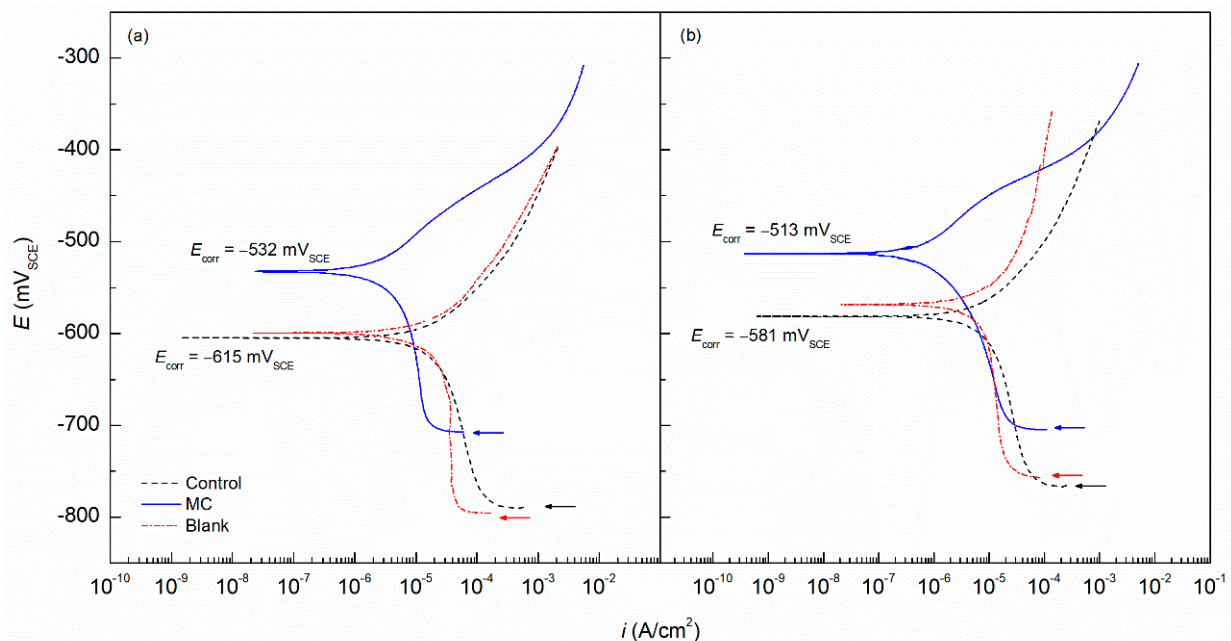 (a)
(b)
-300
-400
-500
-600
-700
-800
E (mV_SCE)
E_corr = −532 mV_SCE
E_corr = −615 mV_SCE
E_corr = −513 mV_SCE
E_corr = −581 mV_SCE
Control
MC
Blank
10^-10 10^-9 10^-8 10^-7 10^-6 10^-5 10^-4 10^-3 10^-2 10^-10 10^-9 10^-8 10^-7 10^-6 10^-5 10^-4 10^-3 10^-2 10^-1
i (A/cm²)